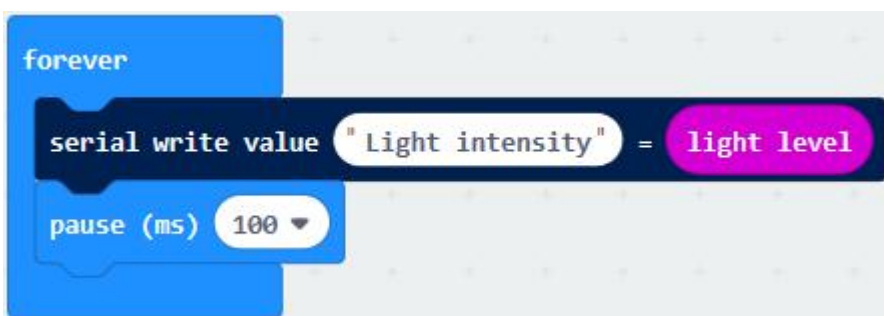 forever
serial write value "Light intensity" = light level
pause (ms) 100